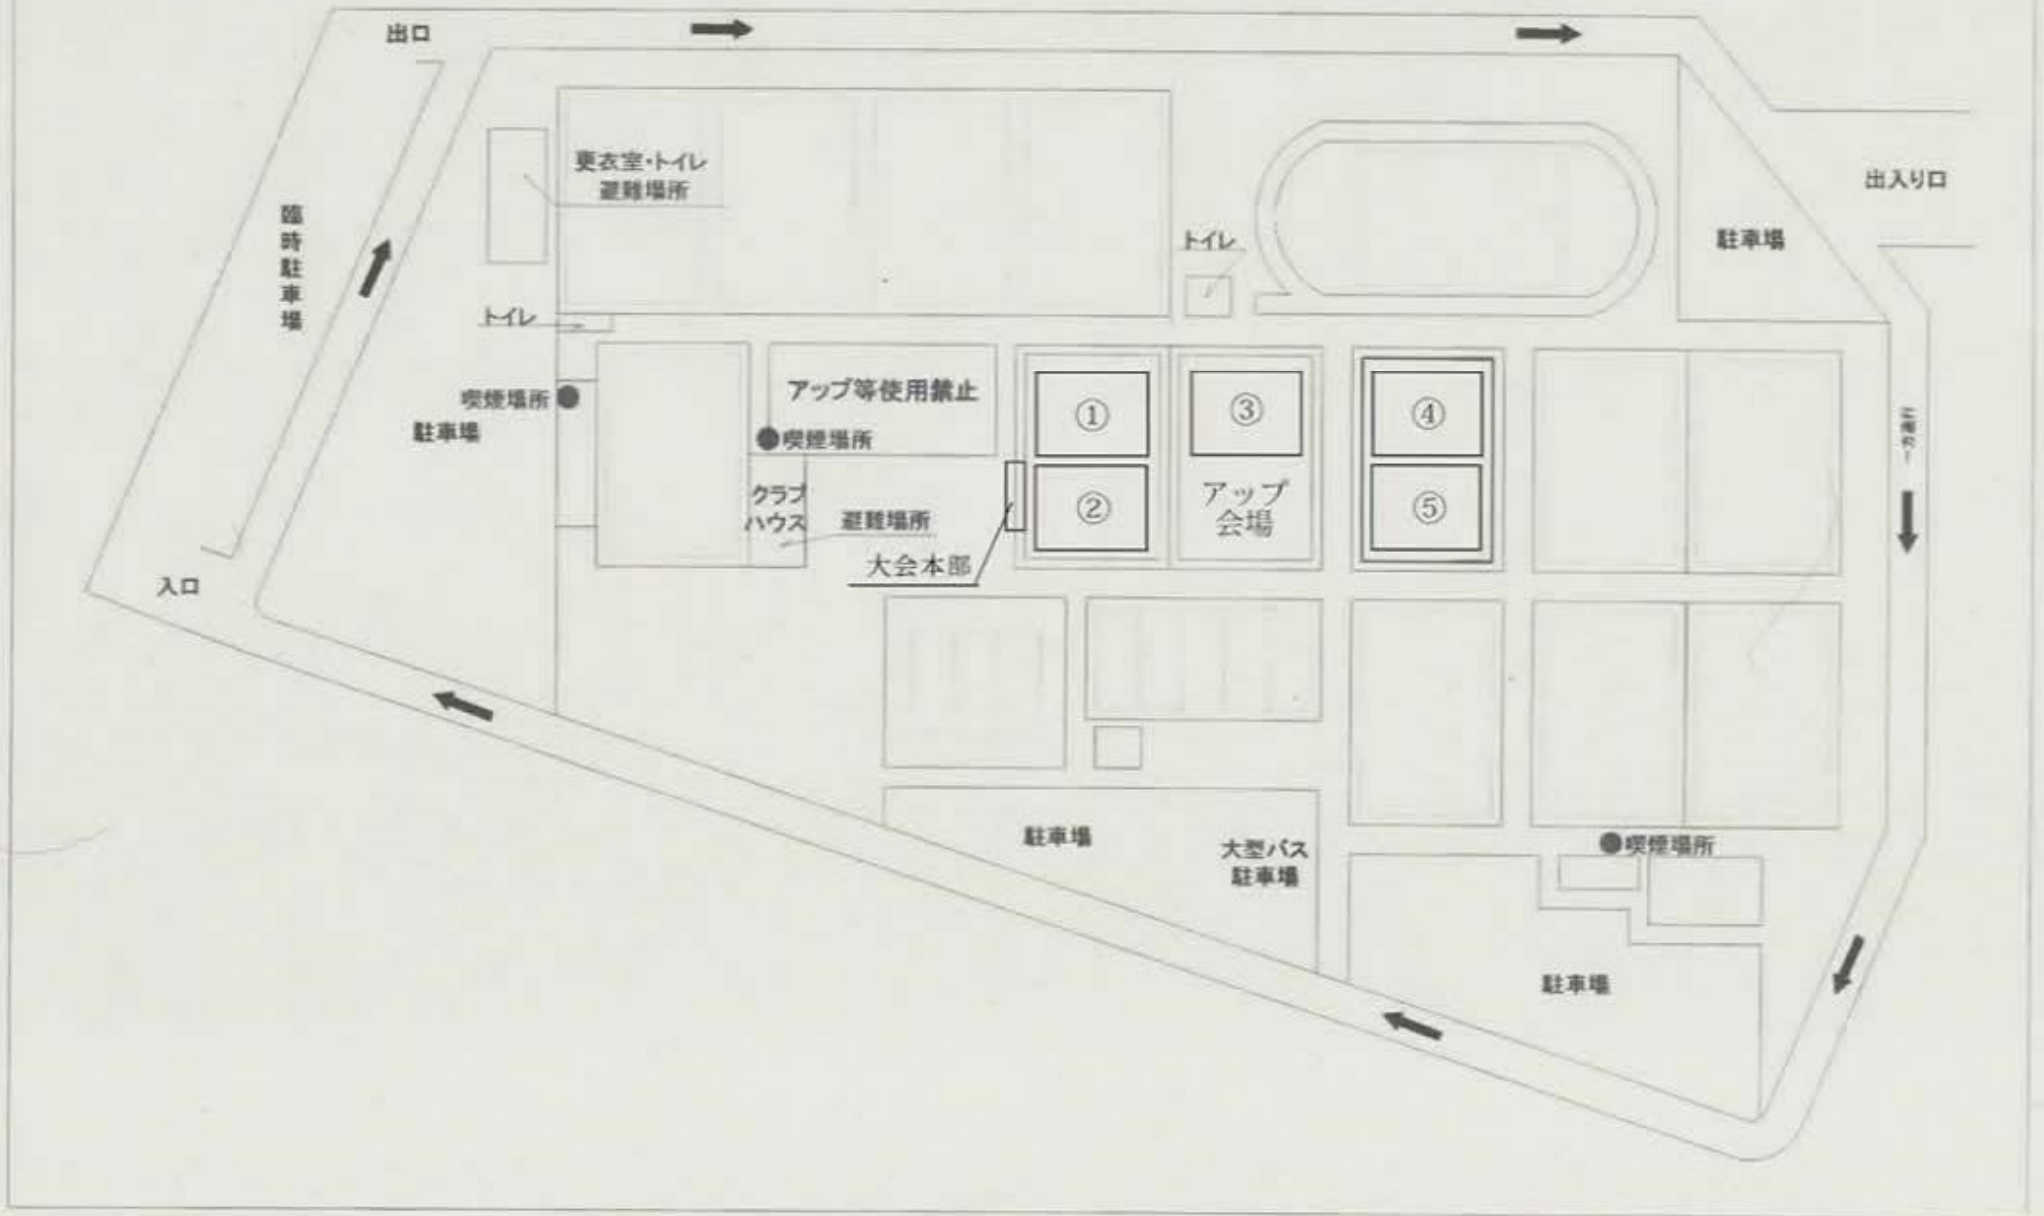 出口
更衣室・トイレ
避難場所
出入り口
臨時駐車場
トイレ
駐車場
トイレ
喫煙場所
駐車場
アップ等使用禁止
喫煙場所
①
③
④
クラブ
ハウス
避難場所
②
アップ
会場
⑤
大会本部
入口
駐車場
大型バス
駐車場
喫煙場所
駐車場